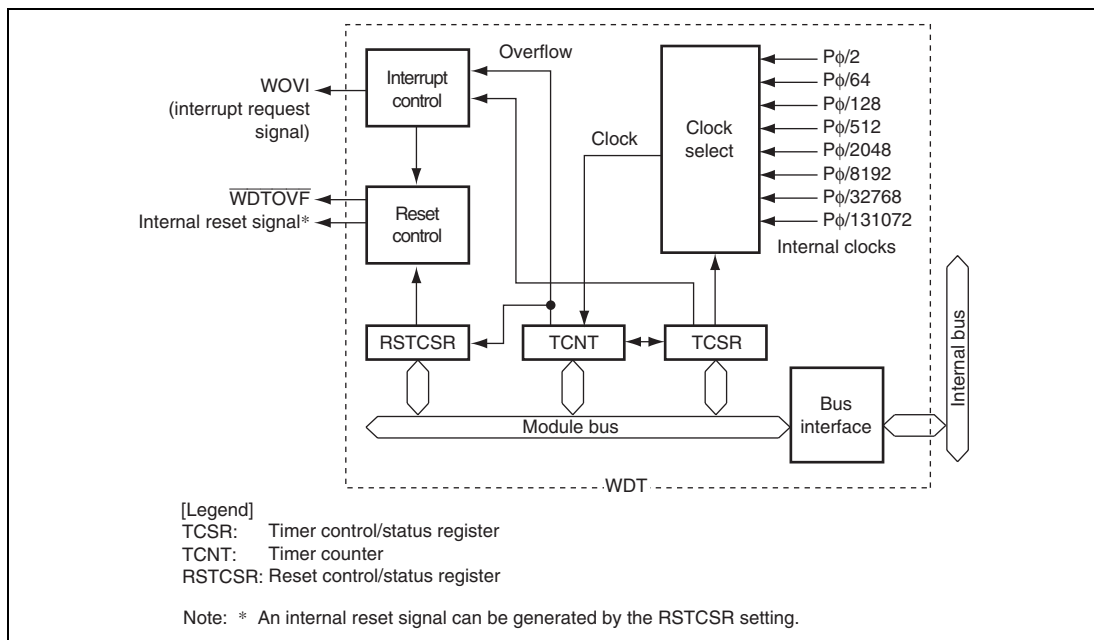 Overflow
Interrupt
control
WOVI
(interrupt request
signal)
Clock
Clock
select
Pϕ/2
Pϕ/64
Pϕ/128
Pϕ/512
Pϕ/2048
Pϕ/8192
Pϕ/32768
Pϕ/131072
Internal clocks
WDTOVF
Internal reset signal*
Reset
control
RSTCSR
TCNT
TCSR
Module bus
Bus
interface
Internal bus
WDT
[Legend]
TCSR: Timer control/status register
TCNT: Timer counter
RSTCSR: Reset control/status register
Note: * An internal reset signal can be generated by the RSTCSR setting.